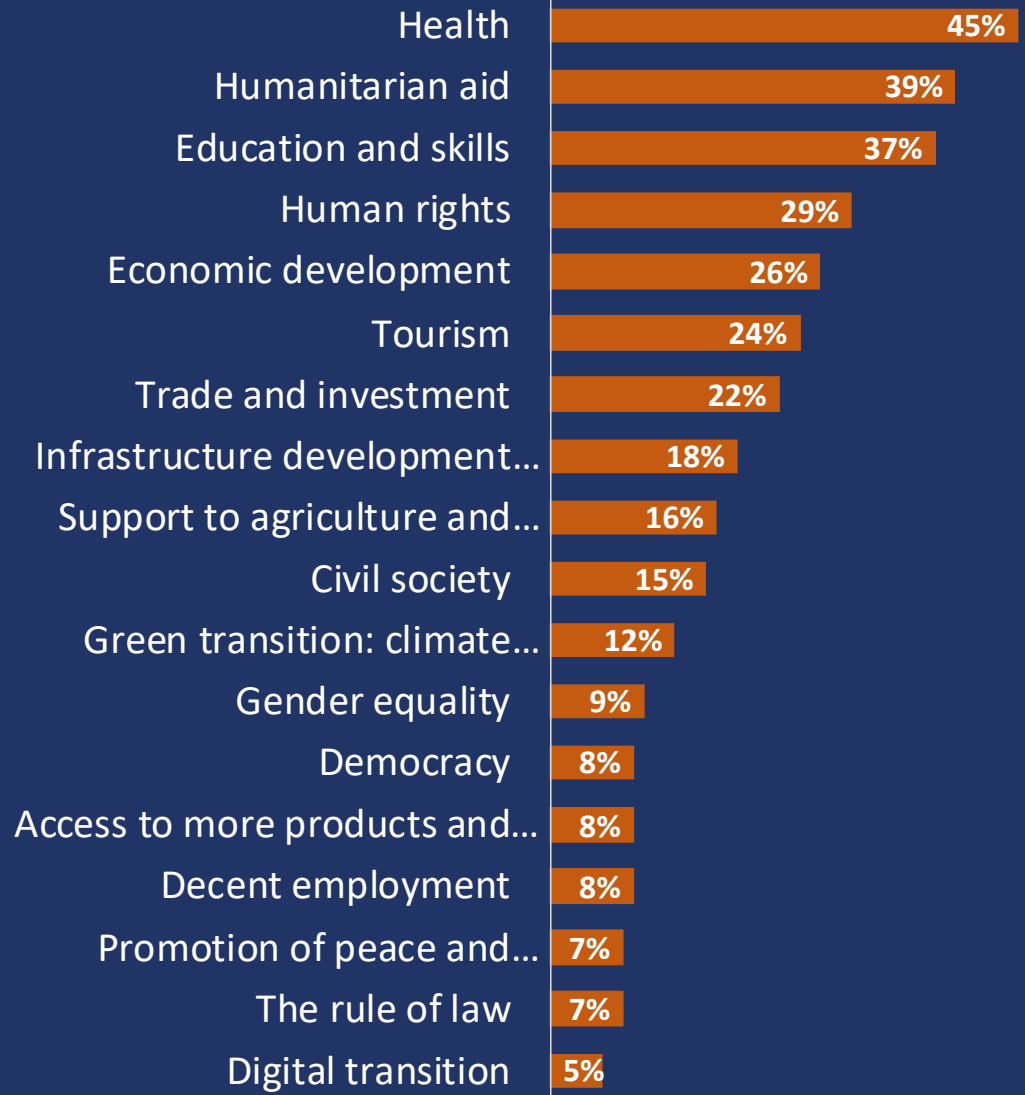 Health 45%
Humanitarian aid 39%
Education and skills 37%
Human rights 29%
Economic development 26%
Tourism 24%
Trade and investment 22%
Infrastructure development... 18%
Support to agriculture and... 16%
Civil society 15%
Green transition: climate... 12%
Gender equality 9%
Democracy 8%
Access to more products and... 8%
Decent employment 8%
Promotion of peace and... 7%
The rule of law 7%
Digital transition 5%